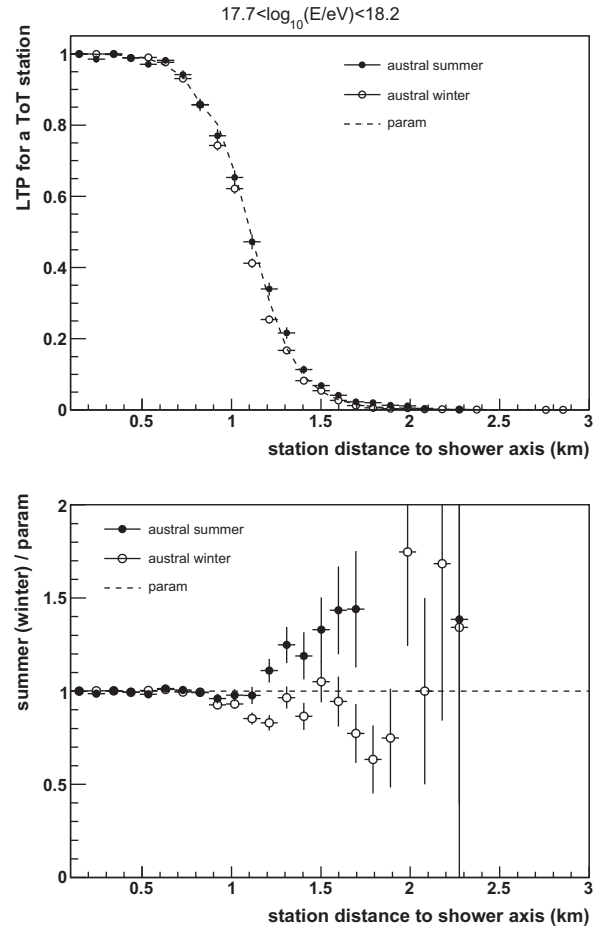 17.7<log10(E/eV)<18.2
LTP for a ToT station
1
0.8
0.6
0.4
0.2
0
austral summer
austral winter
param
0.5 1 1.5 2 2.5 3
station distance to shower axis (km)
summer (winter) / param
2
1.5
1
0.5
0
austral summer
austral winter
param
0.5 1 1.5 2 2.5 3
station distance to shower axis (km)